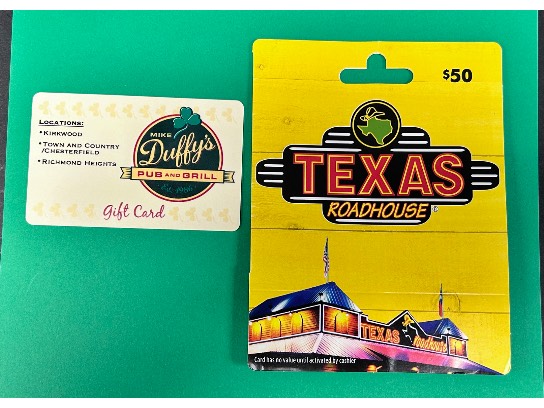 LOCATIONS:
•KIRKWOOD
•TOWN AND COUNTRY
/CHESTERFIELD
•RICHMOND HEIGHTS
MIKE
Duffy's
PUB AND GRILL
Gift Card
$50
TEXAS
ROADHOUSE®
TEXAS Roadhouse
Card has no value until activated by cashier